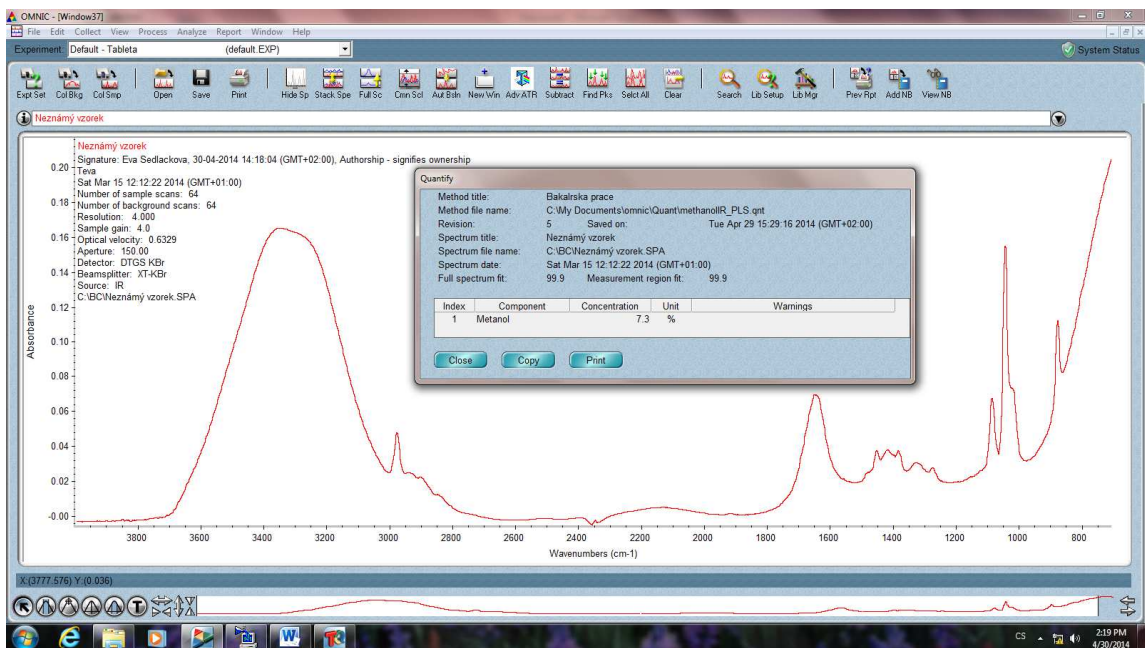 OMNIC - [Window37]
File Edit Collect View Process Analyze Report Window Help
Experiment: Default - Tableta (default.EXP)
System Status
Expt Set Col Bkg Col Smp Open Save Print Hide Sp Stack Spe Full Sc Cmn Scl Aut Bsln New Win Adv ATR Subtract Find Pks Selct All Clear Search Lib Setup Lib Mgr Prev Rpt Add NB View NB
Neznámý vzorek
Neznámý vzorek
Signature: Eva Sedlackova, 30-04-2014 14:18:04 (GMT+02:00), Authorship - signifies ownership
Teva
Sat Mar 15 12:12:22 2014 (GMT+01:00)
Number of sample scans: 64
Number of background scans: 64
Resolution: 4.000
Sample gain: 4.0
Optical velocity: 0.6329
Aperture: 150.00
Detector: DTGS KBr
Beamsplitter: XT-KBr
Source: IR
C:\BC\Neznámý vzorek.SPA
Quantify
Method title: Bakalrska prace
Method file name: C:\My Documents\omnic\Quant\methanolIR_PLS.qnt
Revision: 5 Saved on: Tue Apr 29 15:29:16 2014 (GMT+02:00)
Spectrum title: Neznámý vzorek
Spectrum file name: C:\BC\Neznámý vzorek.SPA
Spectrum date: Sat Mar 15 12:12:22 2014 (GMT+01:00)
Full spectrum fit: 99.9 Measurement region fit: 99.9
Index Component Concentration Unit Warnings
1 Metanol 7.3 %
Close Copy Print
0.20
0.18
0.16
0.14
0.12
0.10
0.08
0.06
0.04
0.02
-0.00
Absorbance
3800 3600 3400 3200 3000 2800 2600 2400 2200 2000 1800 1600 1400 1200 1000 800
Wavenumbers (cm-1)
X:(3777.576) Y:(0.036)
T
CS
2:19 PM
4/30/2014